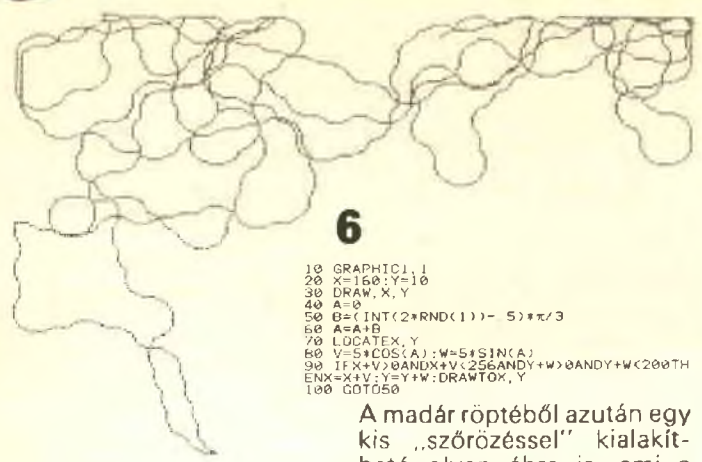 6
10 GRAPHIC1,1
20 X=160:Y=10
30 DRAW,X,Y
40 A=0
50 B=(INT(2*RND(1))-.5)*π/3
60 A=A+B
70 LOCATEX,Y
80 V=5*COS(A):W=5*SIN(A)
90 IFX+V>0ANDX+V<256ANDY+W>0ANDY+W<200TH
ENX=X+V:Y=Y+W:DRAWTOX,Y
100 GOTO50
A madár röptéből azután egy
kis „szőrözéssel" kialakít-